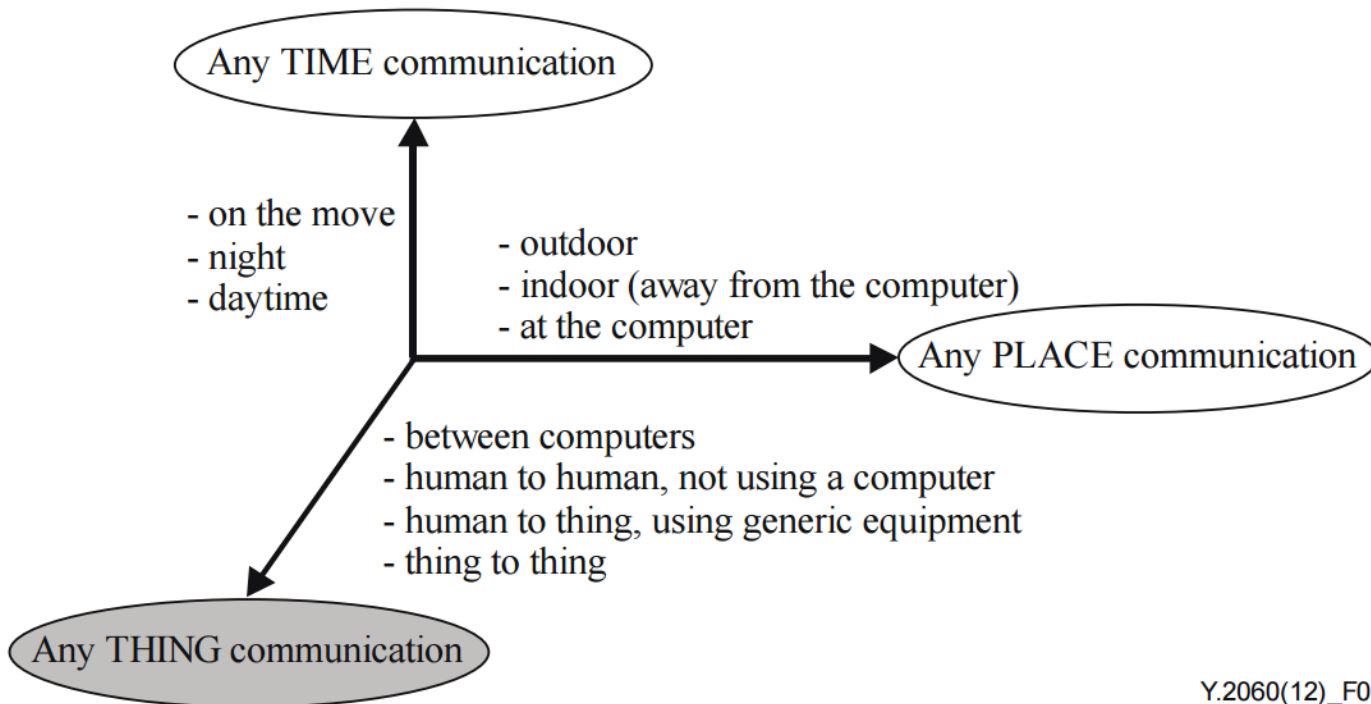 Any TIME communication
- on the move
- night
- daytime
- outdoor
- indoor (away from the computer)
- at the computer
Any PLACE communication
- between computers
- human to human, not using a computer
- human to thing, using generic equipment
- thing to thing
Any THING communication
Y.2060(12)_F0